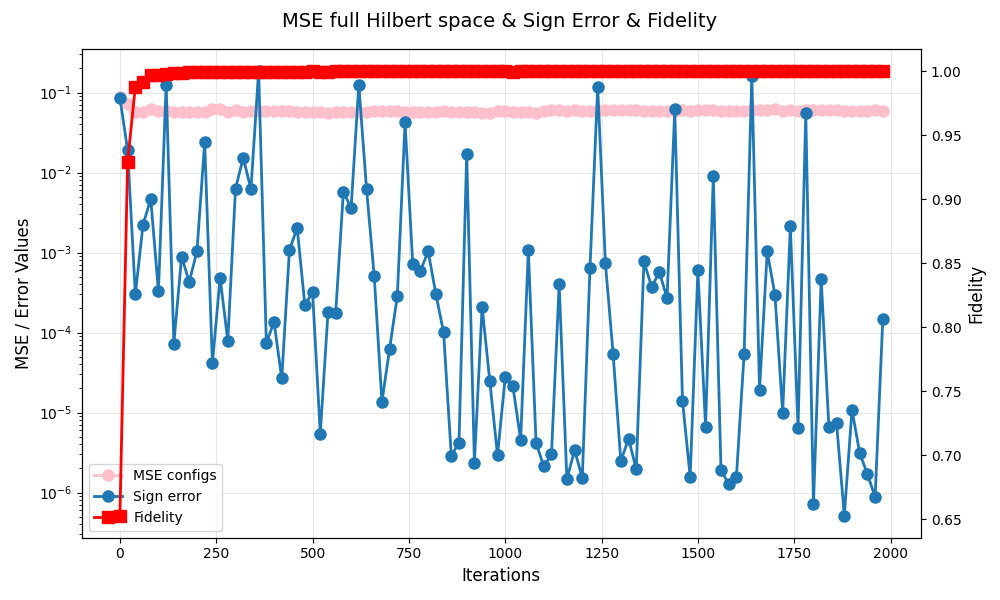 MSE full Hilbert space & Sign Error & Fidelity
MSE / Error Values
10⁻¹
10⁻²
10⁻³
10⁻⁴
10⁻⁵
10⁻⁶
MSE configs
Sign error
Fidelity
0 250 500 750 1000 1250 1500 1750 2000
Iterations
1.00
0.95
0.90
0.85
0.80
0.75
0.70
0.65
Fidelity